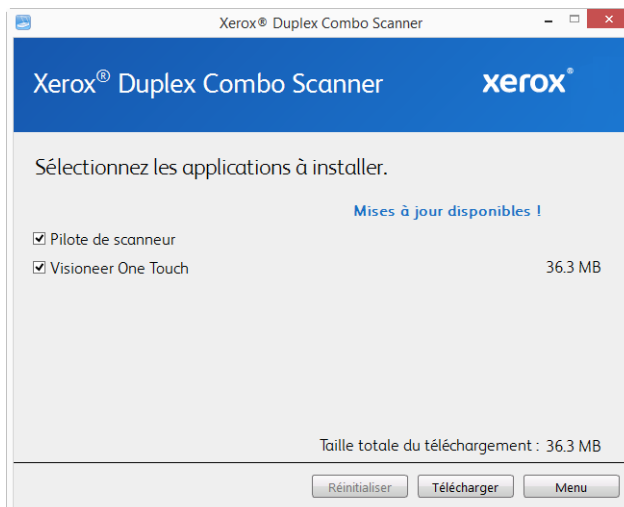 Xerox® Duplex Combo Scanner
Xerox® Duplex Combo Scanner
xerox®
Sélectionnez les applications à installer.
Mises à jour disponibles !
Pilote de scanneur
Visioneer One Touch 36.3 MB
Taille totale du téléchargement : 36.3 MB
Réinitialiser Télécharger Menu